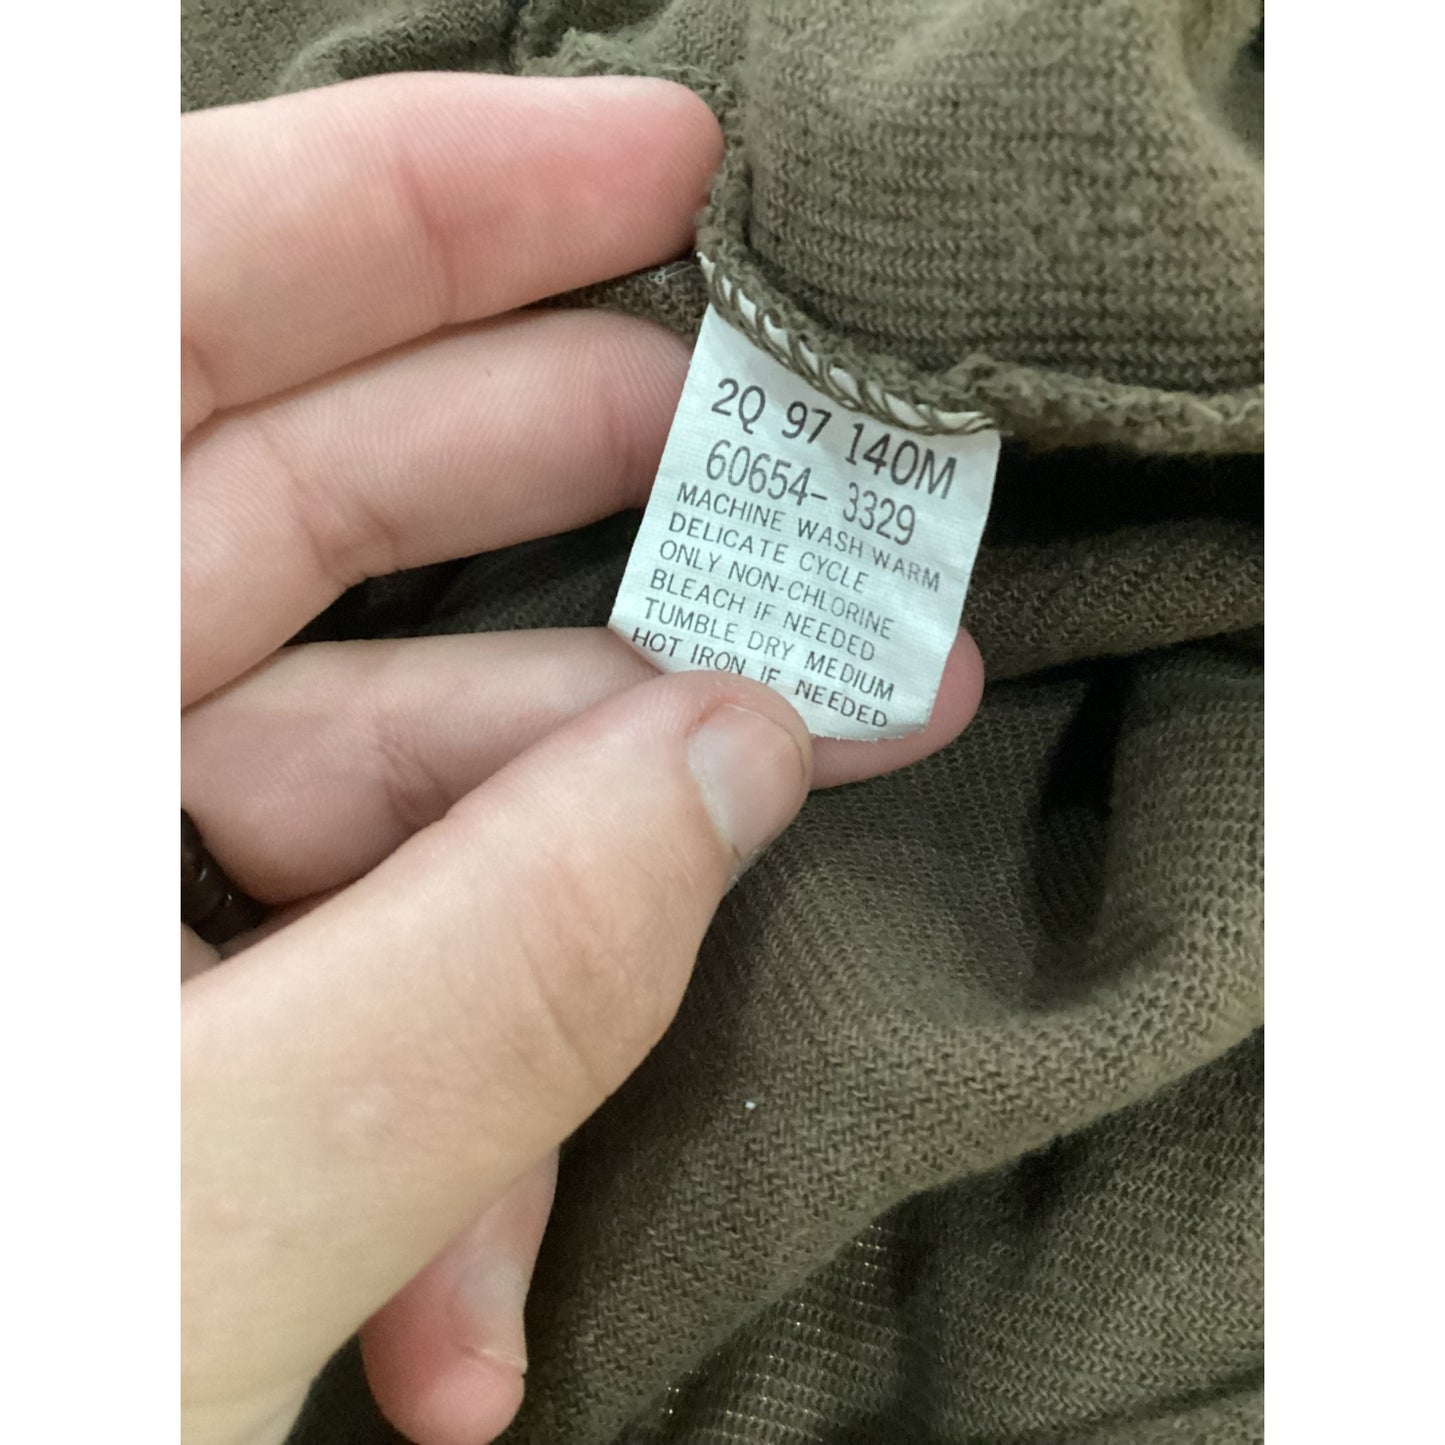 2Q 97 140M
60654- 3329
MACHINE WASH WARM
DELICATE CYCLE
ONLY NON-CHLORINE
BLEACH IF NEEDED
TUMBLE DRY MEDIUM
HOT IRON IF NEEDED